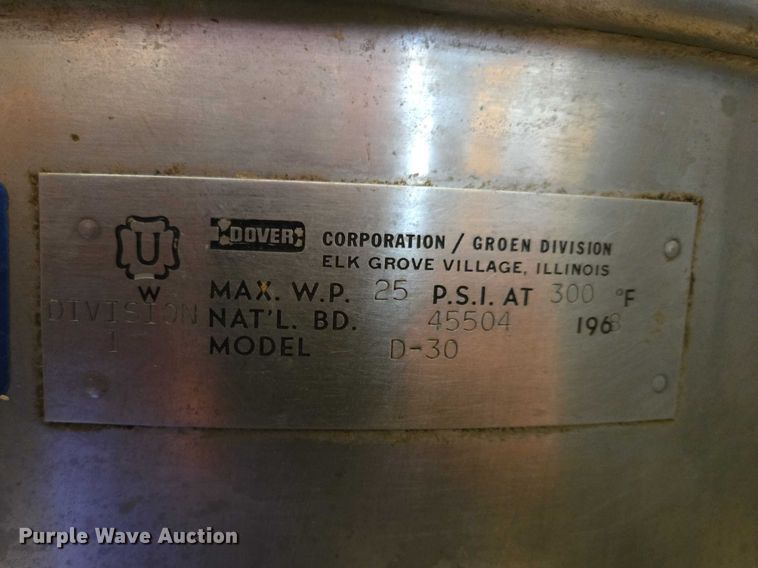 U
W
DIVISION
1
DOVER CORPORATION / GROEN DIVISION
ELK GROVE VILLAGE, ILLINOIS
MAX. W.P. 25 P.S.I. AT 300 °F
NAT'L. BD. 45504 1968
MODEL D-30
Purple Wave Auction